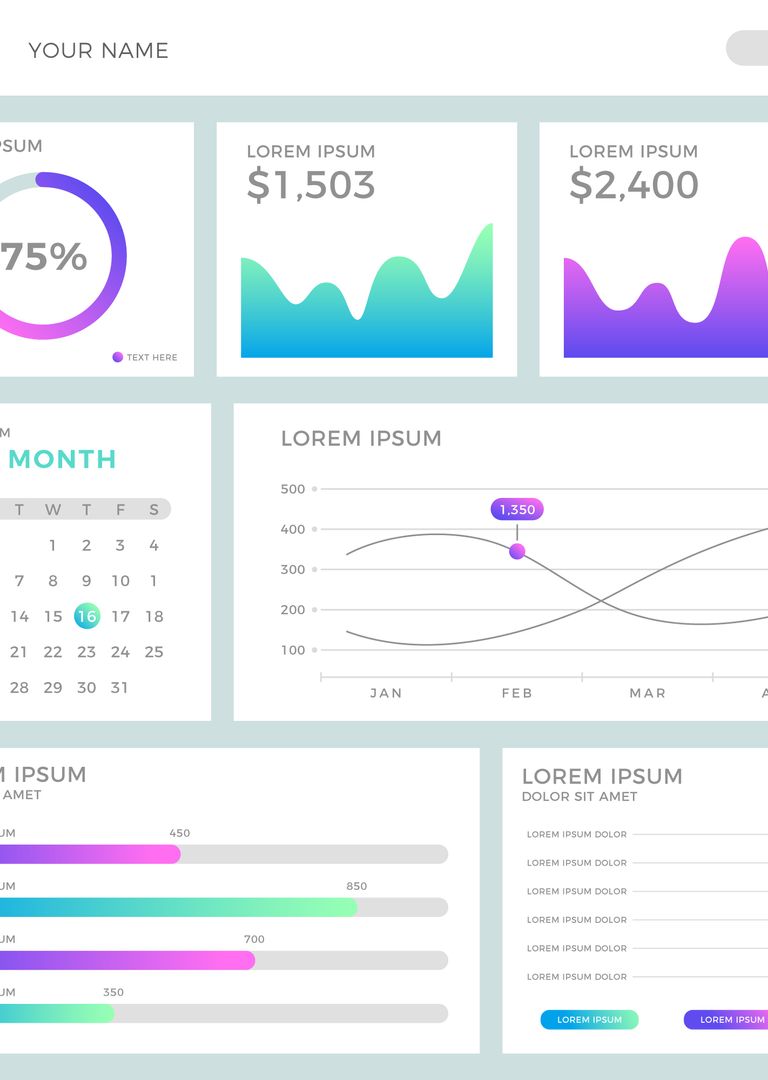 YOUR NAME
PSUM
75%
TEXT HERE
LOREM IPSUM
$1,503
LOREM IPSUM
$2,400
M
MONTH
T W T F S
1 2 3 4
7 8 9 10 1
14 15 16 17 18
21 22 23 24 25
28 29 30 31
LOREM IPSUM
500
400
300
200
100
1,350
JAN FEB MAR A
M IPSUM
AMET
UM
450
UM
850
UM
700
UM
350
LOREM IPSUM
DOLOR SIT AMET
LOREM IPSUM DOLOR
LOREM IPSUM DOLOR
LOREM IPSUM DOLOR
LOREM IPSUM DOLOR
LOREM IPSUM DOLOR
LOREM IPSUM DOLOR
LOREM IPSUM
LOREM IPSUM